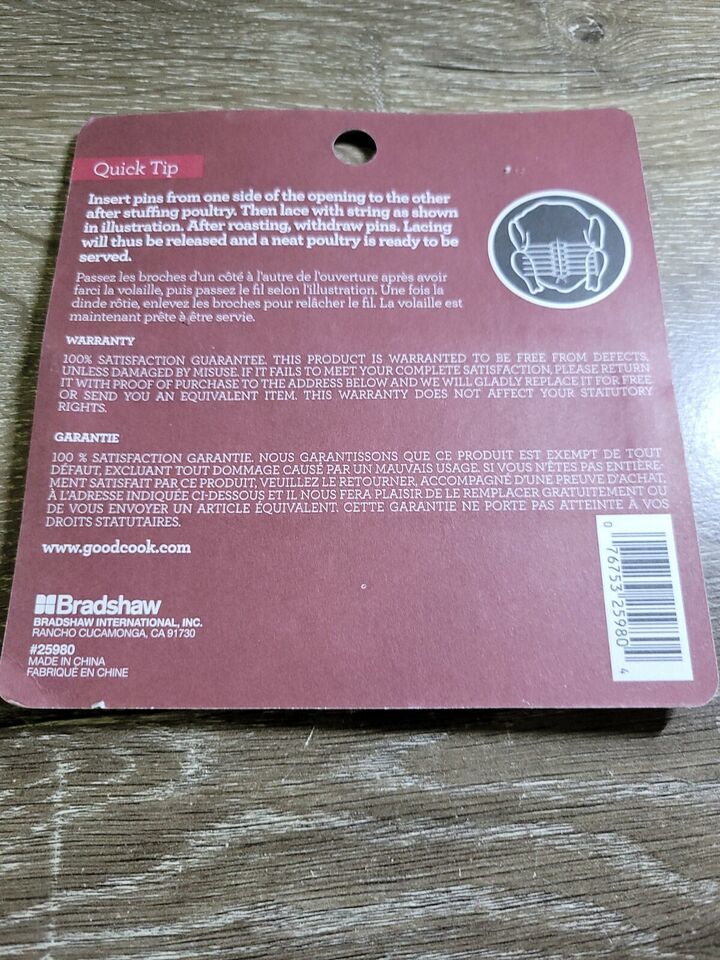 Quick Tip
Insert pins from one side of the opening to the other
after stuffing poultry. Then lace with string as shown
in illustration. After roasting, withdraw pins. Lacing
will thus be released and a neat poultry is ready to be
served.
Passez les broches d'un côté à l'autre de l'ouverture après avoir
farci la volaille, puis passez le fil selon l'illustration. Une fois la
dinde rôtie, enlevez les broches pour relâcher le fil. La volaille est
maintenant prête à être servie.
WARRANTY
100% SATISFACTION GUARANTEE. THIS PRODUCT IS WARRANTED TO BE FREE FROM DEFECTS,
UNLESS DAMAGED BY MISUSE. IF IT FAILS TO MEET YOUR COMPLETE SATISFACTION, PLEASE RETURN
IT WITH PROOF OF PURCHASE TO THE ADDRESS BELOW AND WE WILL GLADLY REPLACE IT FOR FREE
OR SEND YOU AN EQUIVALENT ITEM. THIS WARRANTY DOES NOT AFFECT YOUR STATUTORY
RIGHTS.
GARANTIE
100 % SATISFACTION GARANTIE. NOUS GARANTISSONS QUE CE PRODUIT EST EXEMPT DE TOUT
DÉFAUT, EXCLUANT TOUT DOMMAGE CAUSÉ PAR UN MAUVAIS USAGE. SI VOUS N'ÊTES PAS ENTIÈRE-
MENT SATISFAIT PAR CE PRODUIT, VEUILLEZ LE RETOURNER, ACCOMPAGNÉ D'UNE PREUVE D'ACHAT,
À L'ADRESSE INDIQUÉE CI-DESSOUS ET IL NOUS FERA PLAISIR DE LE REMPLACER GRATUITEMENT OU
DE VOUS ENVOYER UN ARTICLE ÉQUIVALENT. CETTE GARANTIE NE PORTE PAS ATTEINTE À VOS
DROITS STATUTAIRES.
www.goodcook.com
Bradshaw
BRADSHAW INTERNATIONAL, INC.
RANCHO CUCAMONGA, CA 91730
#25980
MADE IN CHINA
FABRIQUÉ EN CHINE
0 76753 25980 4